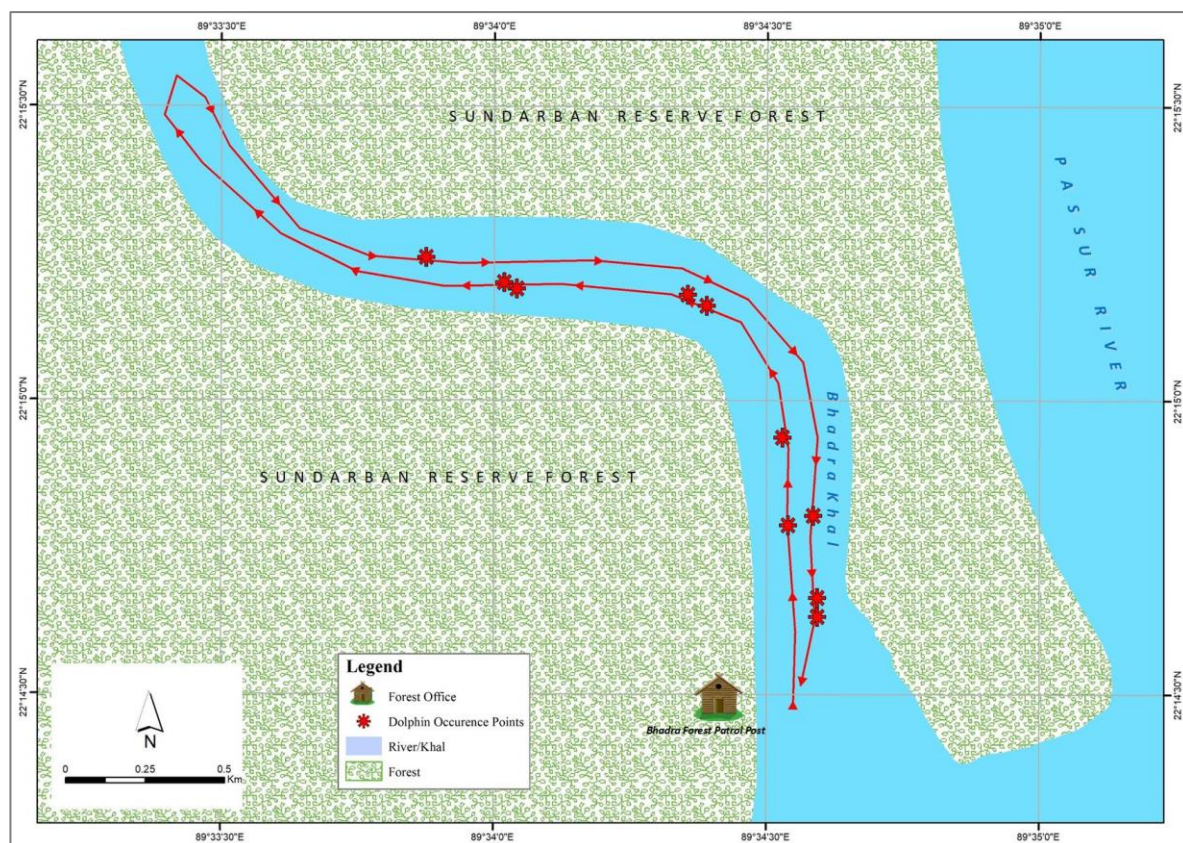 89°33'30"E
89°34'0"E
89°34'30"E
89°35'0"E
22°15'30"N
22°15'30"N
SUNDARBAN RESERVE FOREST
PASSUR RIVER
22°15'0"N
22°15'0"N
Bhadra Khal
SUNDARBAN RESERVE FOREST
Legend
Forest Office
Dolphin Occurence Points
River/Khal
Forest
Bhadra Forest Patrol Post
22°14'30"N
22°14'30"N
N
0 0.25 0.5
Km
89°33'30"E
89°34'0"E
89°34'30"E
89°35'0"E